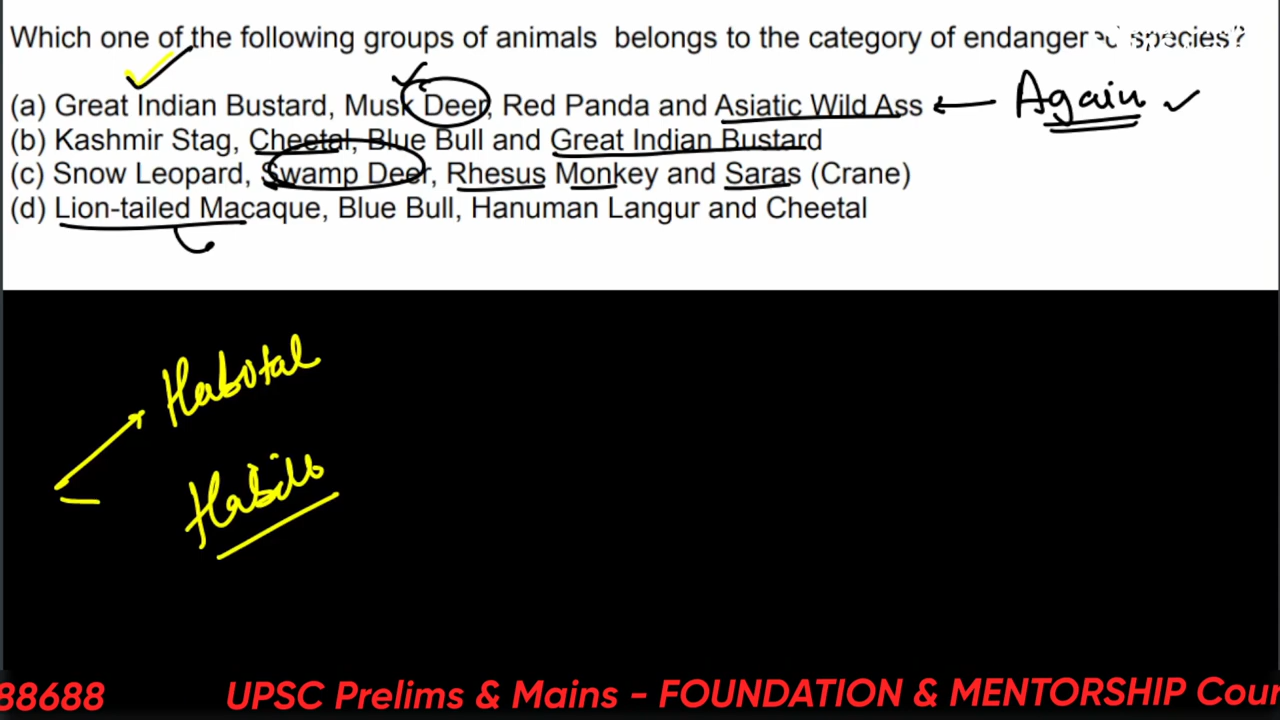 Which one of the following groups of animals belongs to the category of endangered species?
(a) Great Indian Bustard, Musk Deer, Red Panda and Asiatic Wild Ass
Again
(b) Kashmir Stag, Cheetal, Blue Bull and Great Indian Bustard
(c) Snow Leopard, Swamp Deer, Rhesus Monkey and Saras (Crane)
(d) Lion-tailed Macaque, Blue Bull, Hanuman Langur and Cheetal
88688 UPSC Prelims & Mains - FOUNDATION & MENTORSHIP Cour